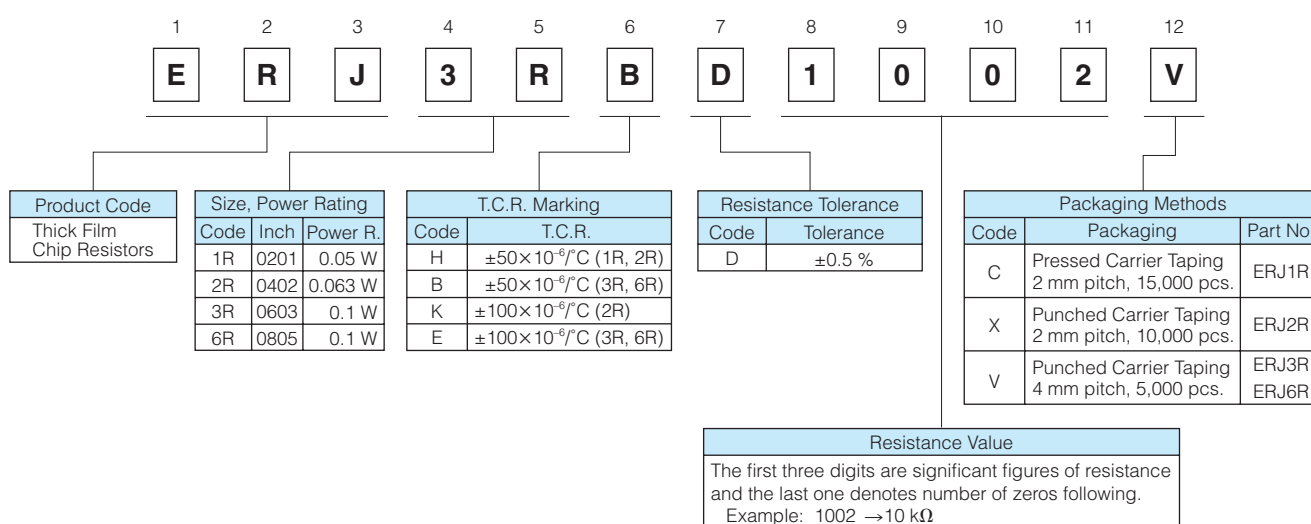 1 2 3 4 5 6 7 8 9 10 11 12
E R J 3 R B D 1 0 0 2 V
Product Code
Thick Film
Chip Resistors
Size, Power Rating
Code Inch Power R.
1R 0201 0.05 W
2R 0402 0.063 W
3R 0603 0.1 W
6R 0805 0.1 W
T.C.R. Marking
Code T.C.R.
H ±50×10⁻⁶/°C (1R, 2R)
B ±50×10⁻⁶/°C (3R, 6R)
K ±100×10⁻⁶/°C (2R)
E ±100×10⁻⁶/°C (3R, 6R)
Resistance Tolerance
Code Tolerance
D ±0.5 %
Packaging Methods
Code Packaging Part No
C Pressed Carrier Taping
2 mm pitch, 15,000 pcs. ERJ1R
X Punched Carrier Taping
2 mm pitch, 10,000 pcs. ERJ2R
V Punched Carrier Taping ERJ3R
4 mm pitch, 5,000 pcs. ERJ6R
Resistance Value
The first three digits are significant figures of resistance
and the last one denotes number of zeros following.
Example: 1002 →10 kΩ